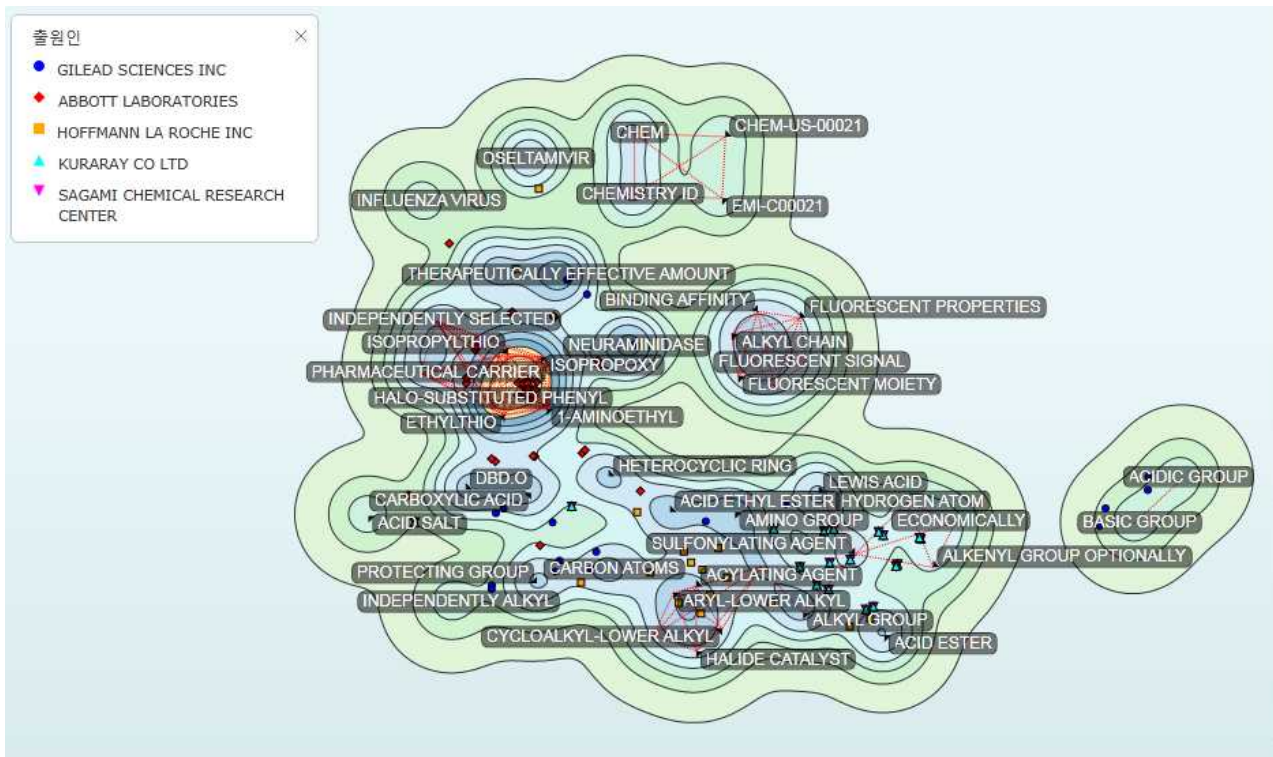 출원인
GILEAD SCIENCES INC
ABBOTT LABORATORIES
HOFFMANN LA ROCHE INC
KURARAY CO LTD
SAGAMI CHEMICAL RESEARCH
CENTER
CHEM
CHEM-US-00021
OSELTAMIVIR
INFLUENZA VIRUS
CHEMISTRY ID
EMI-C00021
THERAPEUTICALLY EFFECTIVE AMOUNT
BINDING AFFINITY
FLUORESCENT PROPERTIES
INDEPENDENTLY SELECTED
ISOPROPYLTHIO
NEURAMINIDASE
ALKYL CHAIN
ISOPROPOXY
FLUORESCENT SIGNAL
PHARMACEUTICAL CARRIER
FLUORESCENT MOIETY
HALO-SUBSTITUTED PHENYL
ETHYLTHIO
1-AMINOETHYL
HETEROCYCLIC RING
DBD.O
LEWIS ACID
ACIDIC GROUP
CARBOXYLIC ACID
ACID ETHYL ESTER
HYDROGEN ATOM
ACID SALT
AMINO GROUP
ECONOMICALLY
BASIC GROUP
SULFONYLATING AGENT
ALKENYL GROUP OPTIONALLY
PROTECTING GROUP
CARBON ATOMS
ACYLATING AGENT
INDEPENDENTLY ALKYL
ARYL-LOWER ALKYL
ALKYL GROUP
CYCLOALKYL-LOWER ALKYL
ACID ESTER
HALIDE CATALYST